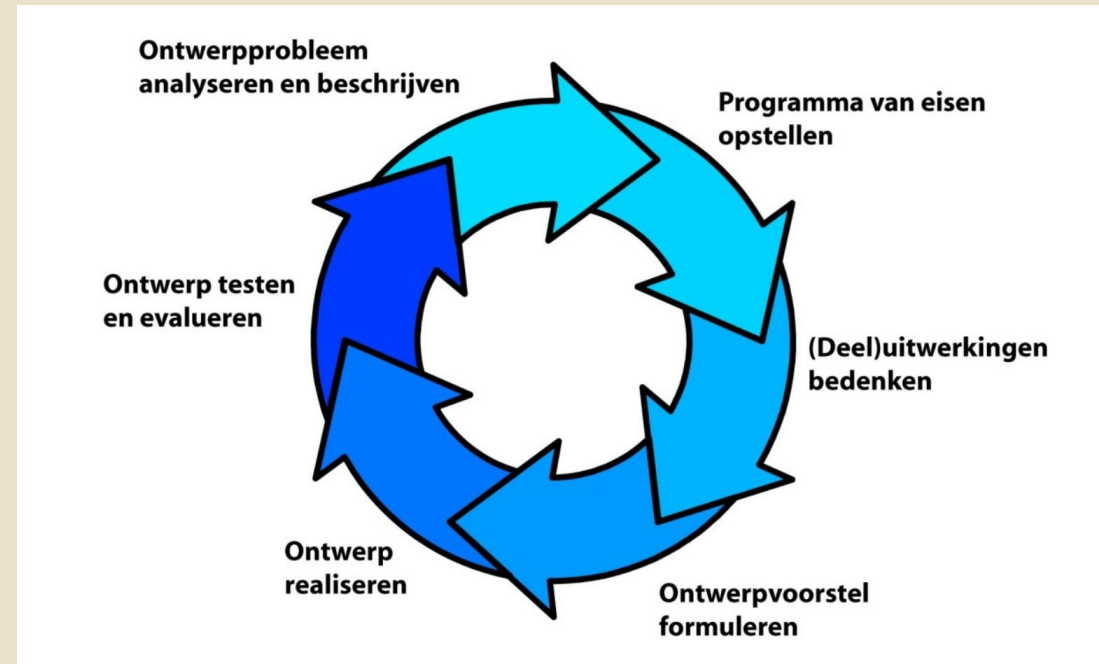 Ontwerpprobleem
analyseren en beschrijven
Programma van eisen
opstellen
(Deel)uitwerkingen
bedenken
Ontwerpvoorstel
formuleren
Ontwerp
realiseren
Ontwerp testen
en evalueren